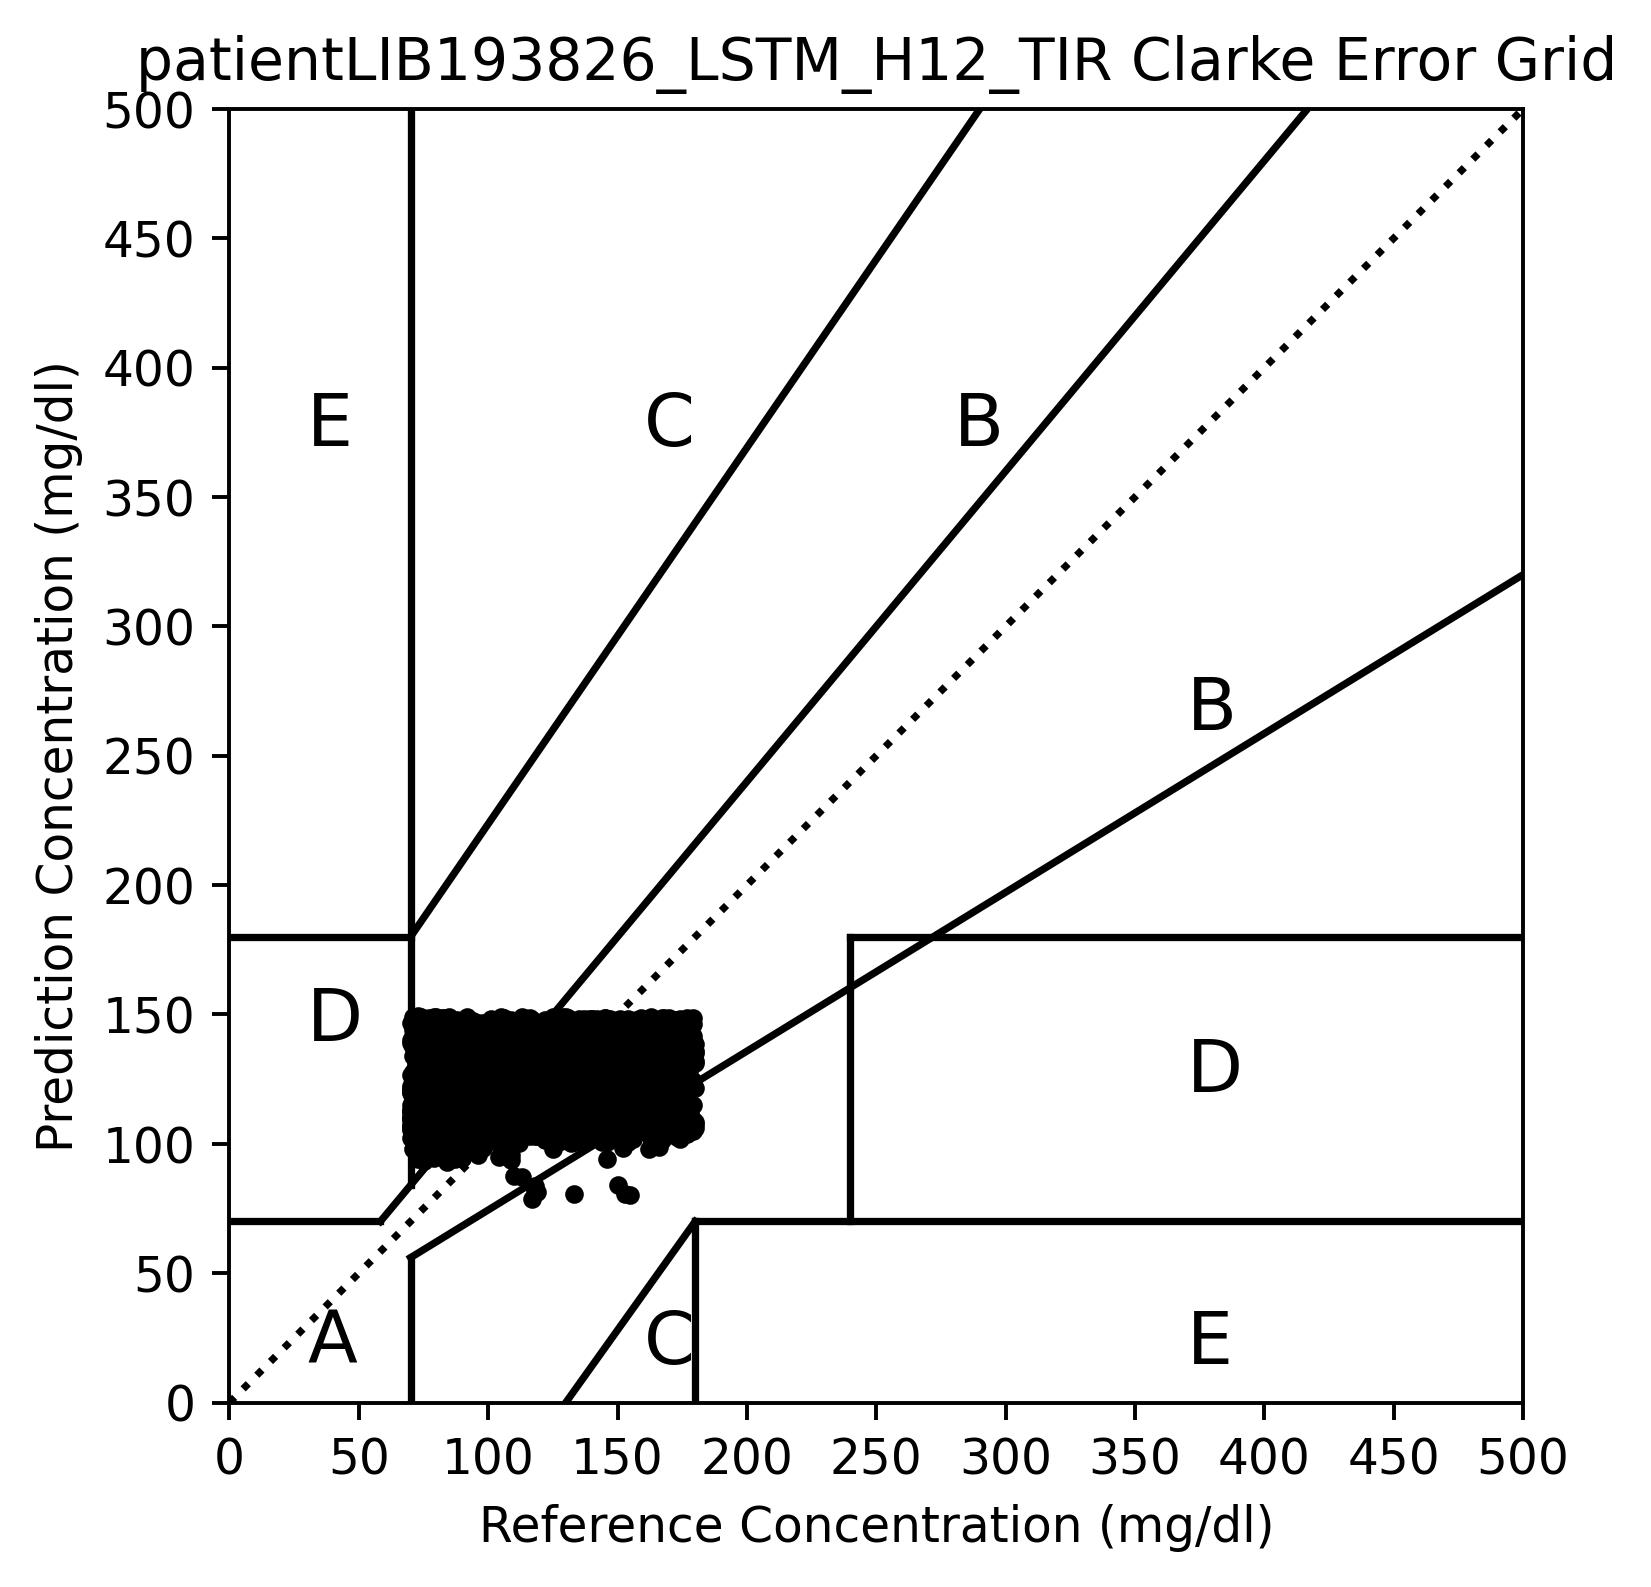 patientLIB193826_LSTM_H12_TIR Clarke Error Grid
Prediction Concentration (mg/dl)
500
450
400
350
300
250
200
150
100
50
0
E
C
B
B
D
D
A
C
E
0 50 100 150 200 250 300 350 400 450 500
Reference Concentration (mg/dl)